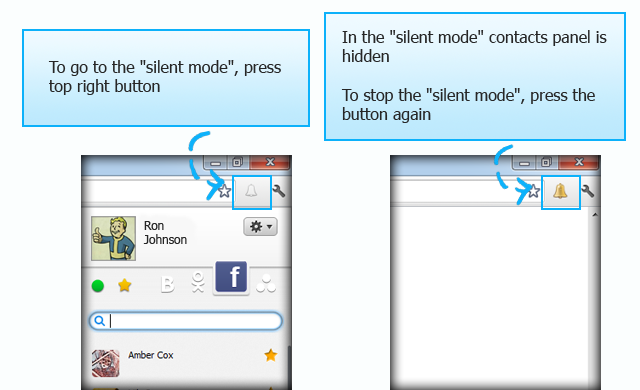 To go to the "silent mode", press
top right button
In the "silent mode" contacts panel is
hidden
To stop the "silent mode", press the
button again
Ron
Johnson
B
f
Amber Cox